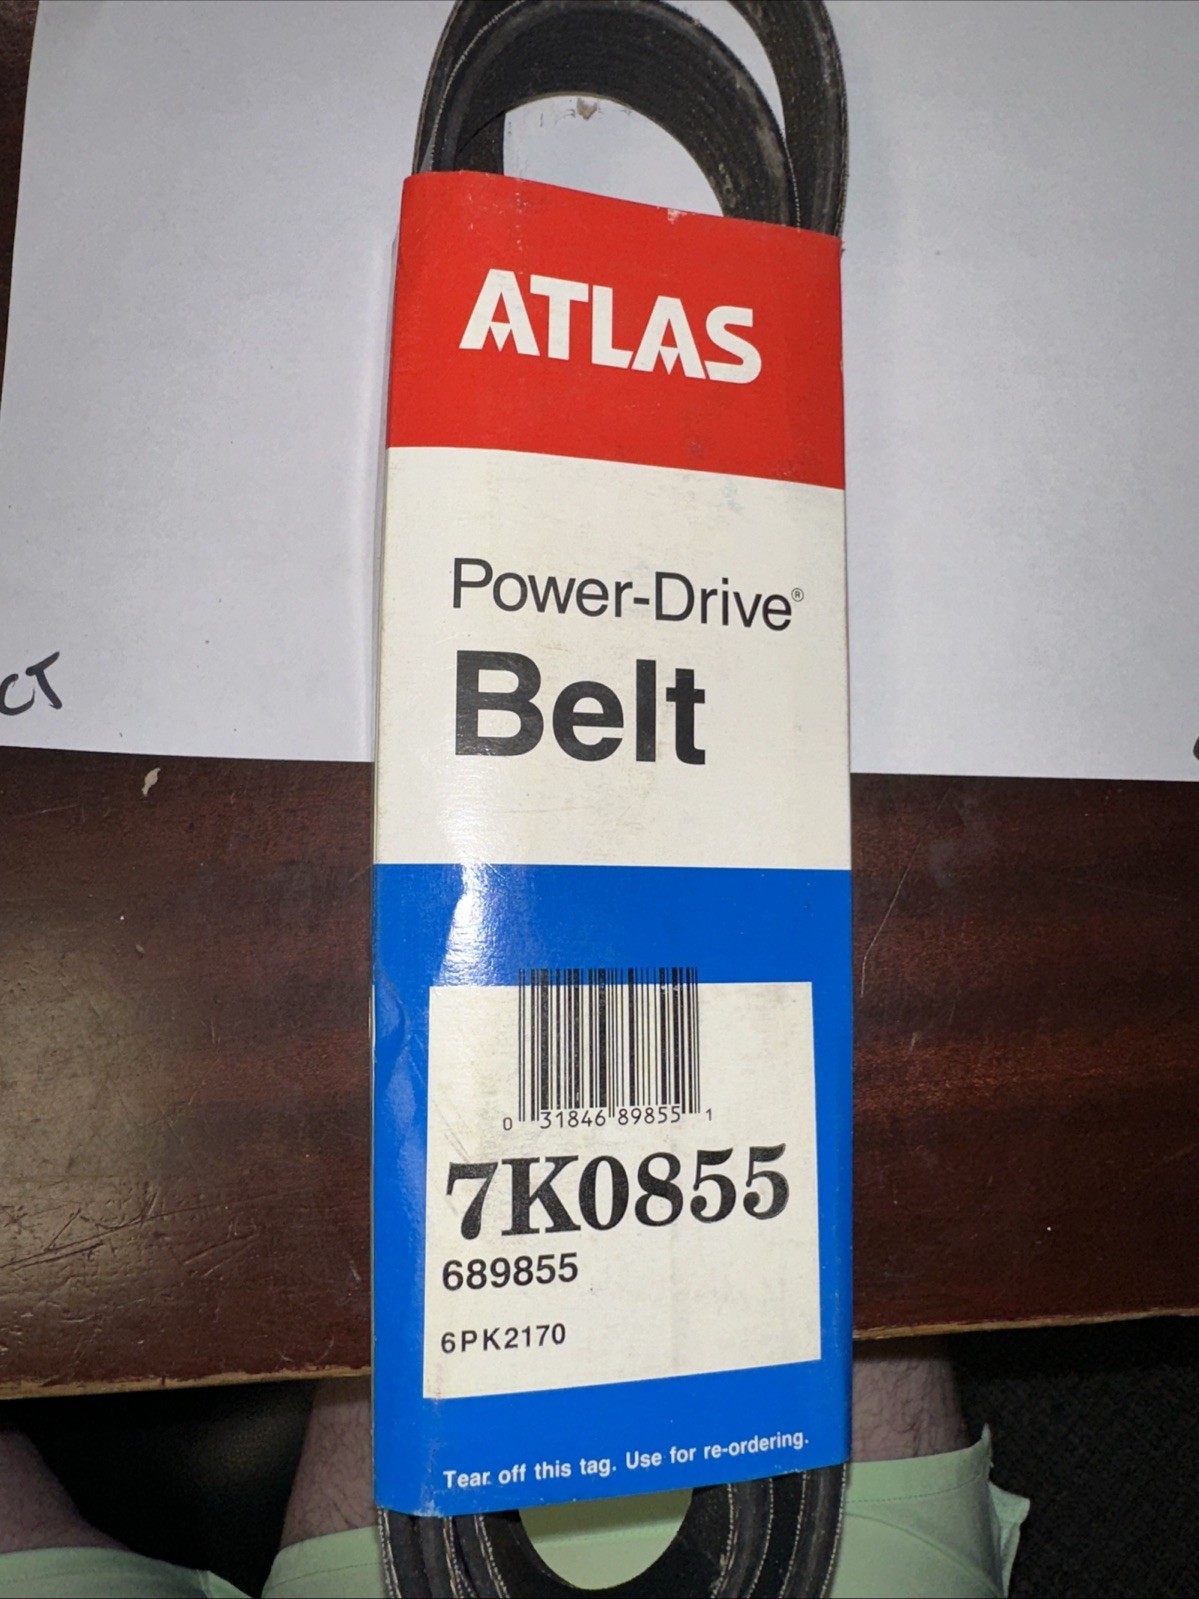 ATLAS
Power-Drive®
Belt
CT
0 31846 89855 1
7K0855
689855
6PK2170
Tear off this tag. Use for re-ordering.